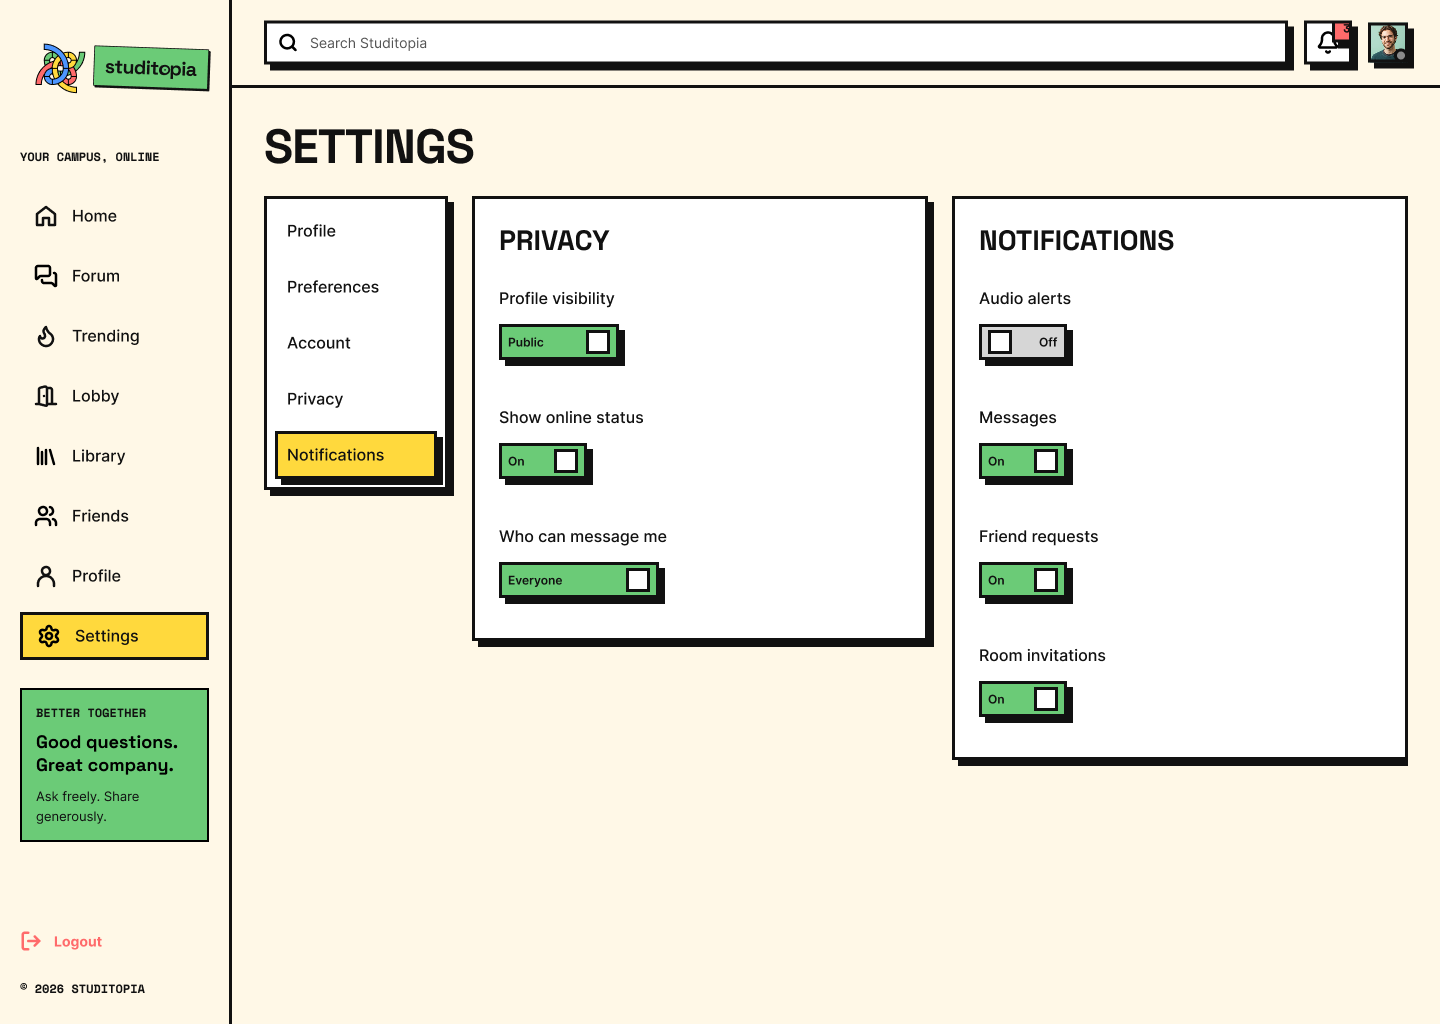 studitopia
YOUR CAMPUS, ONLINE
Home
Forum
Trending
Lobby
Library
Friends
Profile
Settings
BETTER TOGETHER
Good questions.
Great company.
Ask freely. Share
generously.
Logout
© 2026 STUDITOPIA
Search Studitopia
SETTINGS
Profile
Preferences
Account
Privacy
Notifications
PRIVACY
Profile visibility
Public
Show online status
On
Who can message me
Everyone
NOTIFICATIONS
Audio alerts
Off
Messages
On
Friend requests
On
Room invitations
On